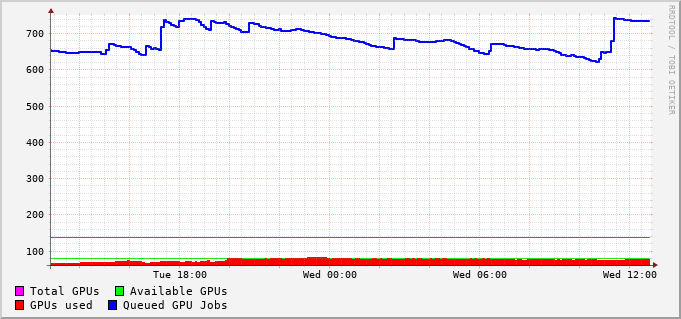 700
600
500
400
300
200
100
Tue 18:00 Wed 00:00 Wed 06:00 Wed 12:00
Total GPUs Available GPUs
GPUs used Queued GPU Jobs
RRDTOOL / TOBI OETIKER